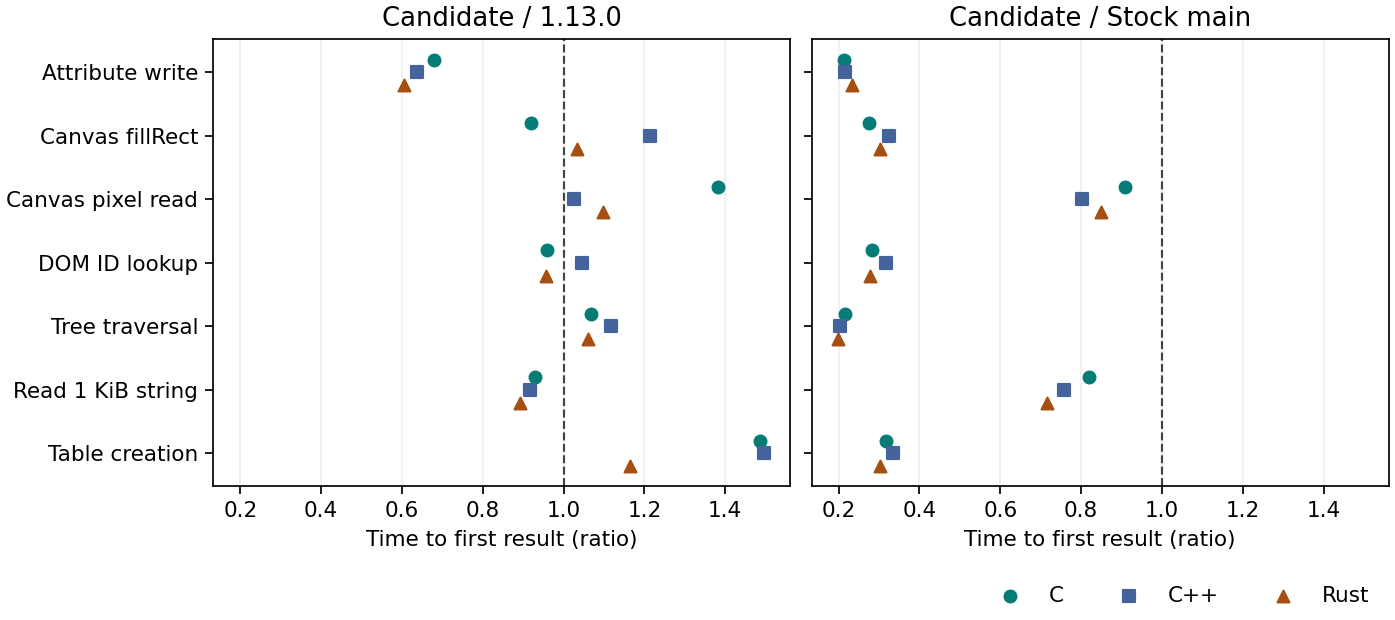 Candidate / 1.13.0
Candidate / Stock main
Attribute write
Canvas fillRect
Canvas pixel read
DOM ID lookup
Tree traversal
Read 1 KiB string
Table creation
0.2 0.4 0.6 0.8 1.0 1.2 1.4
0.2 0.4 0.6 0.8 1.0 1.2 1.4
Time to first result (ratio)
Time to first result (ratio)
C C++ Rust